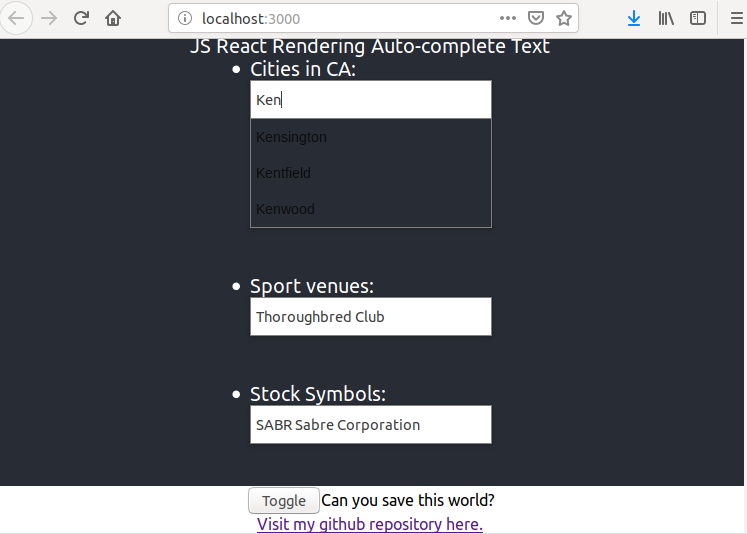 localhost:3000
JS React Rendering Auto-complete Text
Cities in CA:
Ken
Kensington
Kentfield
Kenwood
Sport venues:
Thoroughbred Club
Stock Symbols:
SABR Sabre Corporation
Toggle Can you save this world?
Visit my github repository here.